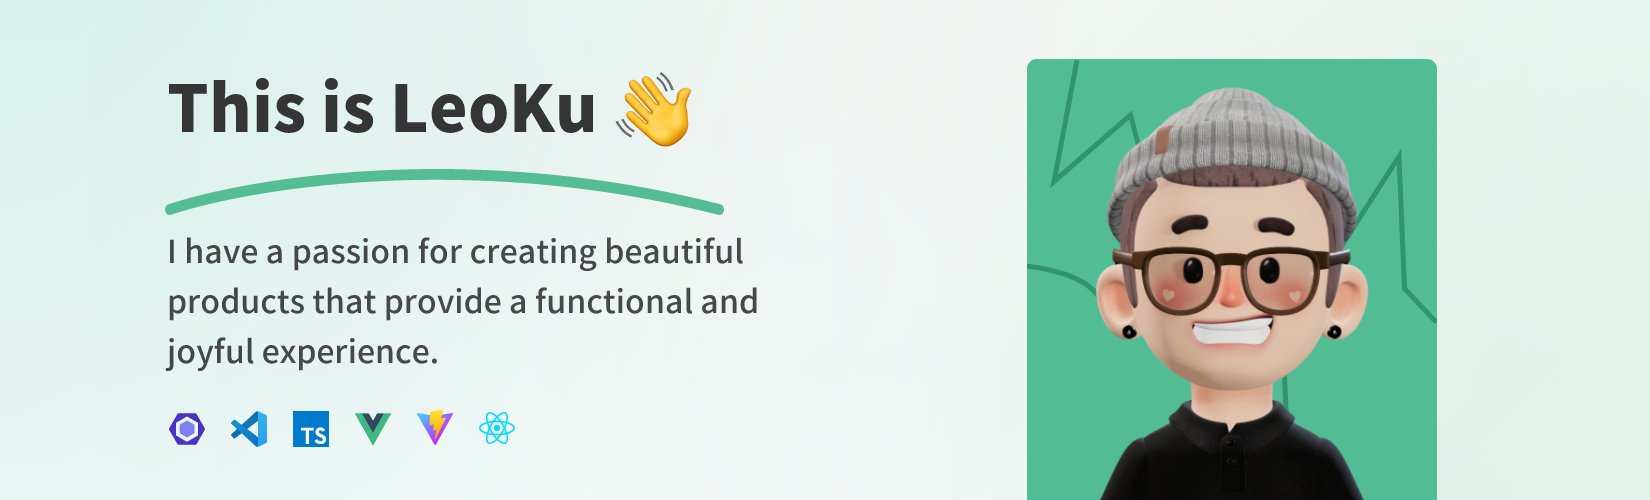 This is LeoKu 👋
I have a passion for creating beautiful
products that provide a functional and
joyful experience.
TS